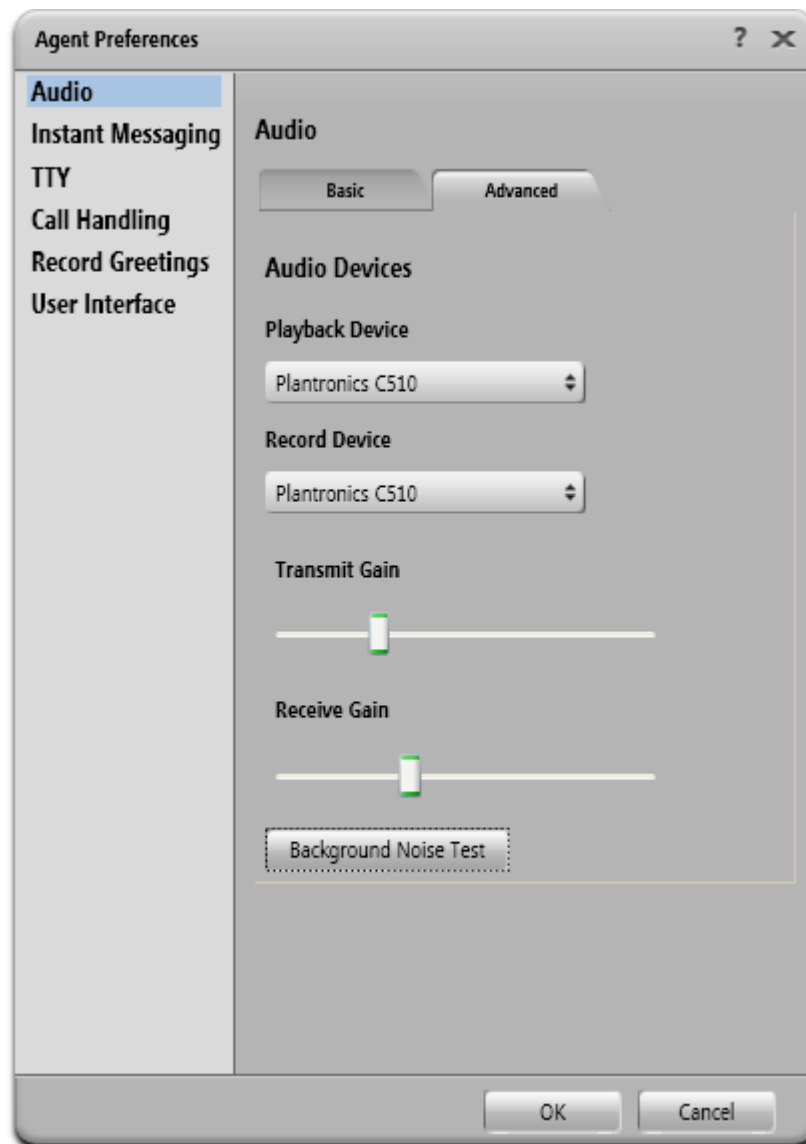 Agent Preferences
?
Audio
Instant Messaging
TTY
Call Handling
Record Greetings
User Interface
Audio
Basic
Advanced
Audio Devices
Playback Device
Plantronics C510
Record Device
Plantronics C510
Transmit Gain
Receive Gain
Background Noise Test
OK
Cancel